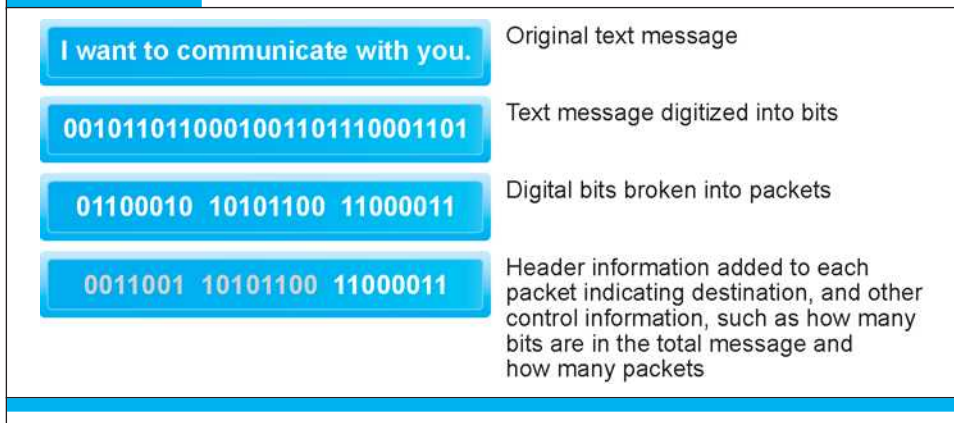 I want to communicate with you.
Original text message
001011011000100110111000 1101
Text message digitized into bits
01100010 10101100 11000011
Digital bits broken into packets
0011001 10101100 11000011
Header information added to each
packet indicating destination, and other
control information, such as how many
bits are in the total message and
how many packets